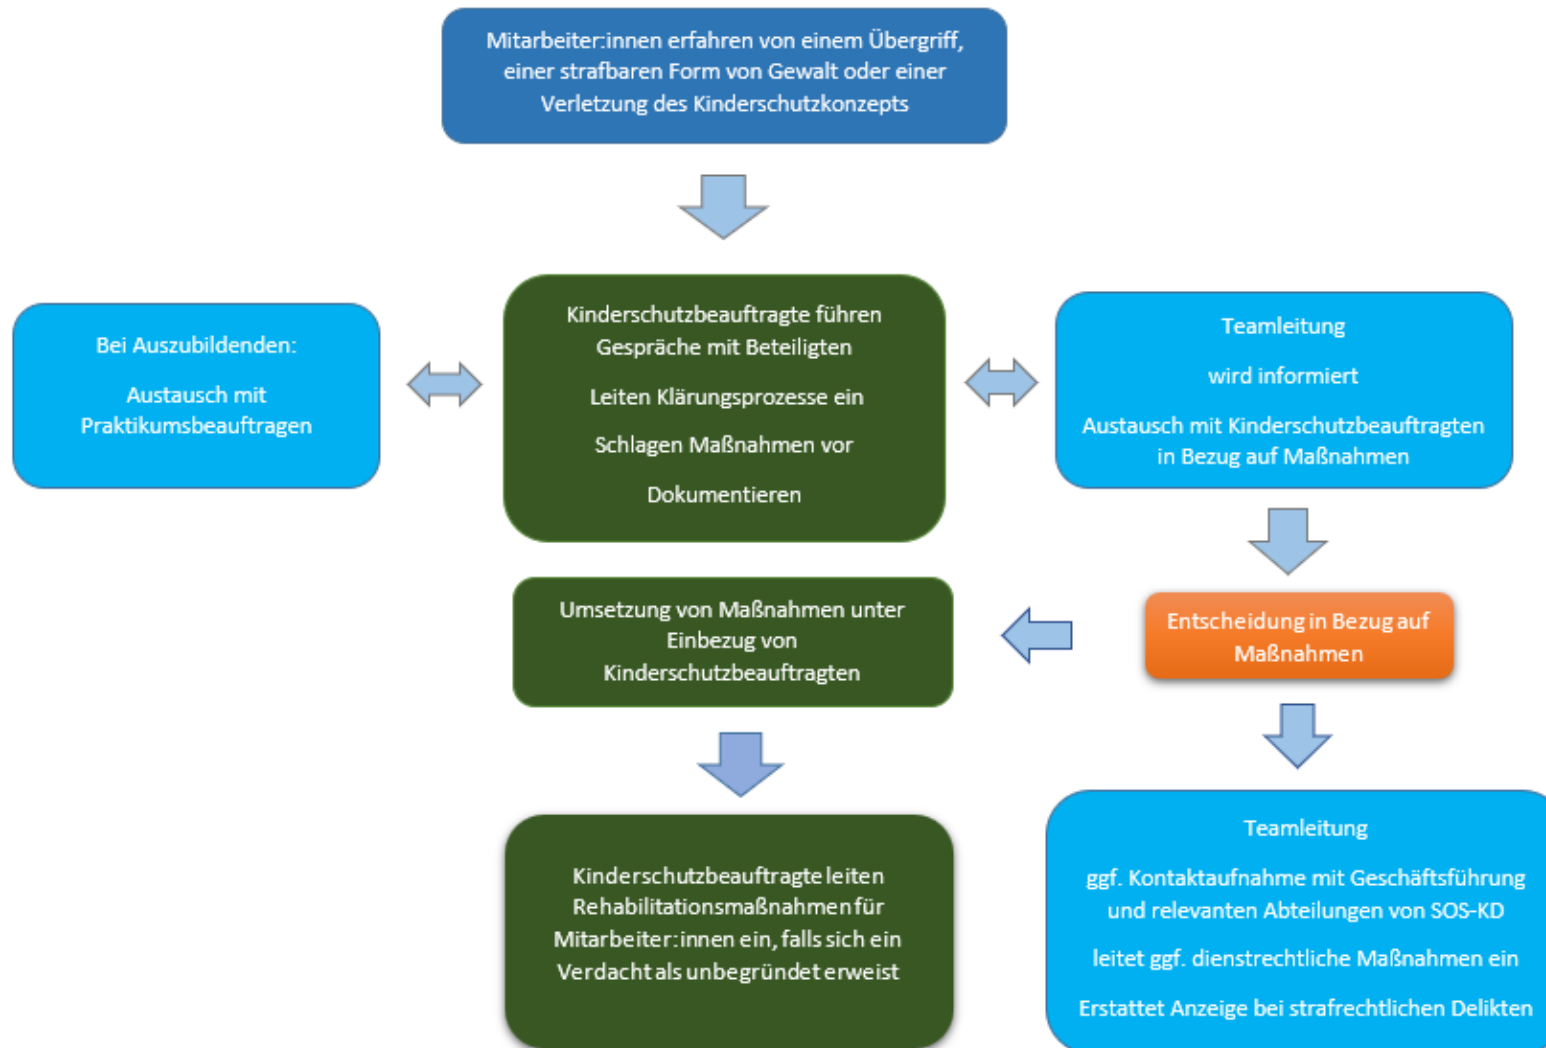 Mitarbeiter:innen erfahren von einem Übergriff,
einer strafbaren Form von Gewalt oder einer
Verletzung des Kinderschutzkonzepts
Bei Auszubildenden:
Austausch mit
Praktikumsbeauftragen
Kinderschutzbeauftragte führen
Gespräche mit Beteiligten
Leiten Klärungsprozesse ein
Schlagen Maßnahmen vor
Dokumentieren
Teamleitung
wird informiert
Austausch mit Kinderschutzbeauftragten
in Bezug auf Maßnahmen
Entscheidung in Bezug auf
Maßnahmen
Umsetzung von Maßnahmen unter
Einbezug von
Kinderschutzbeauftragten
Kinderschutzbeauftragte leiten
Rehabilitationsmaßnahmen für
Mitarbeiter:innen ein, falls sich ein
Verdacht als unbegründet erweist
Teamleitung
ggf. Kontaktaufnahme mit Geschäftsführung
und relevanten Abteilungen von SOS-KD
leitet ggf. dienstrechtliche Maßnahmen ein
Erstattet Anzeige bei strafrechtlichen Delikten